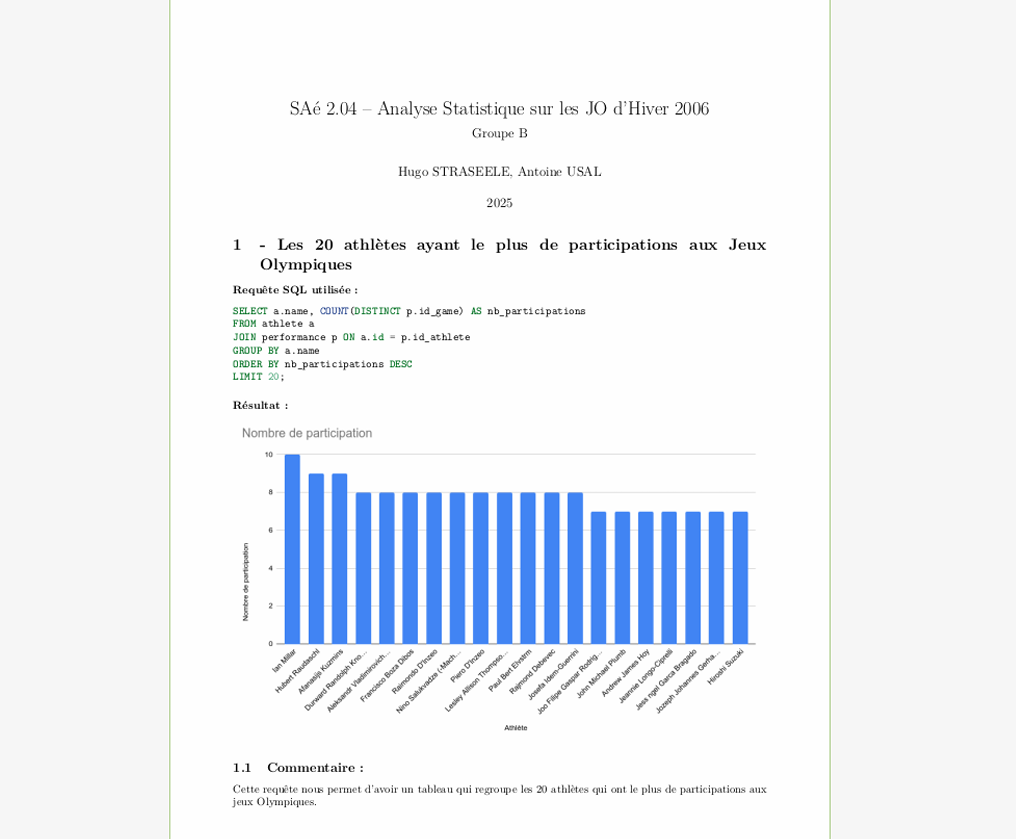 SAé 2.04 – Analyse Statistique sur les JO d'Hiver 2006
Groupe B
Hugo STRASEELE, Antoine USAL
2025
1 - Les 20 athlètes ayant le plus de participations aux Jeux
Olympiques
Requête SQL utilisée :
SELECT a.name, COUNT(DISTINCT p.id_game) AS nb_participations
FROM athlete a
JOIN performance p ON a.id = p.id_athlete
GROUP BY a.name
ORDER BY nb_participations DESC
LIMIT 20;
Résultat :
Nombre de participation
Nombre de participation
10
8
6
4
2
0
Ian Millar
Hubert Raudaschl
Afanasijs Kuzmins
Durward Randolph Kno...
Aleksandr Vladimirovich...
Francisco Boza Dibos
Raimondo D'Inzeo
Nino Salukvadze (-Mach...
Piero D'Inzeo
Lesley Allison Thompso...
Paul Bert Elvstrm
Rajmond Debevec
Josefa Idem-Guerrini
Joo Filipe Gaspar Rodrig...
John Michael Plumb
Andrew James Hoy
Jeannie Longo-Ciprelli
Jess ngel Garca Bragado
Jozeph Johannes Gerha...
Hiroshi Suzuki
Athlète
1.1 Commentaire :
Cette requête nous permet d'avoir un tableau qui regroupe les 20 athlètes qui ont le plus de participations aux
jeux Olympiques.